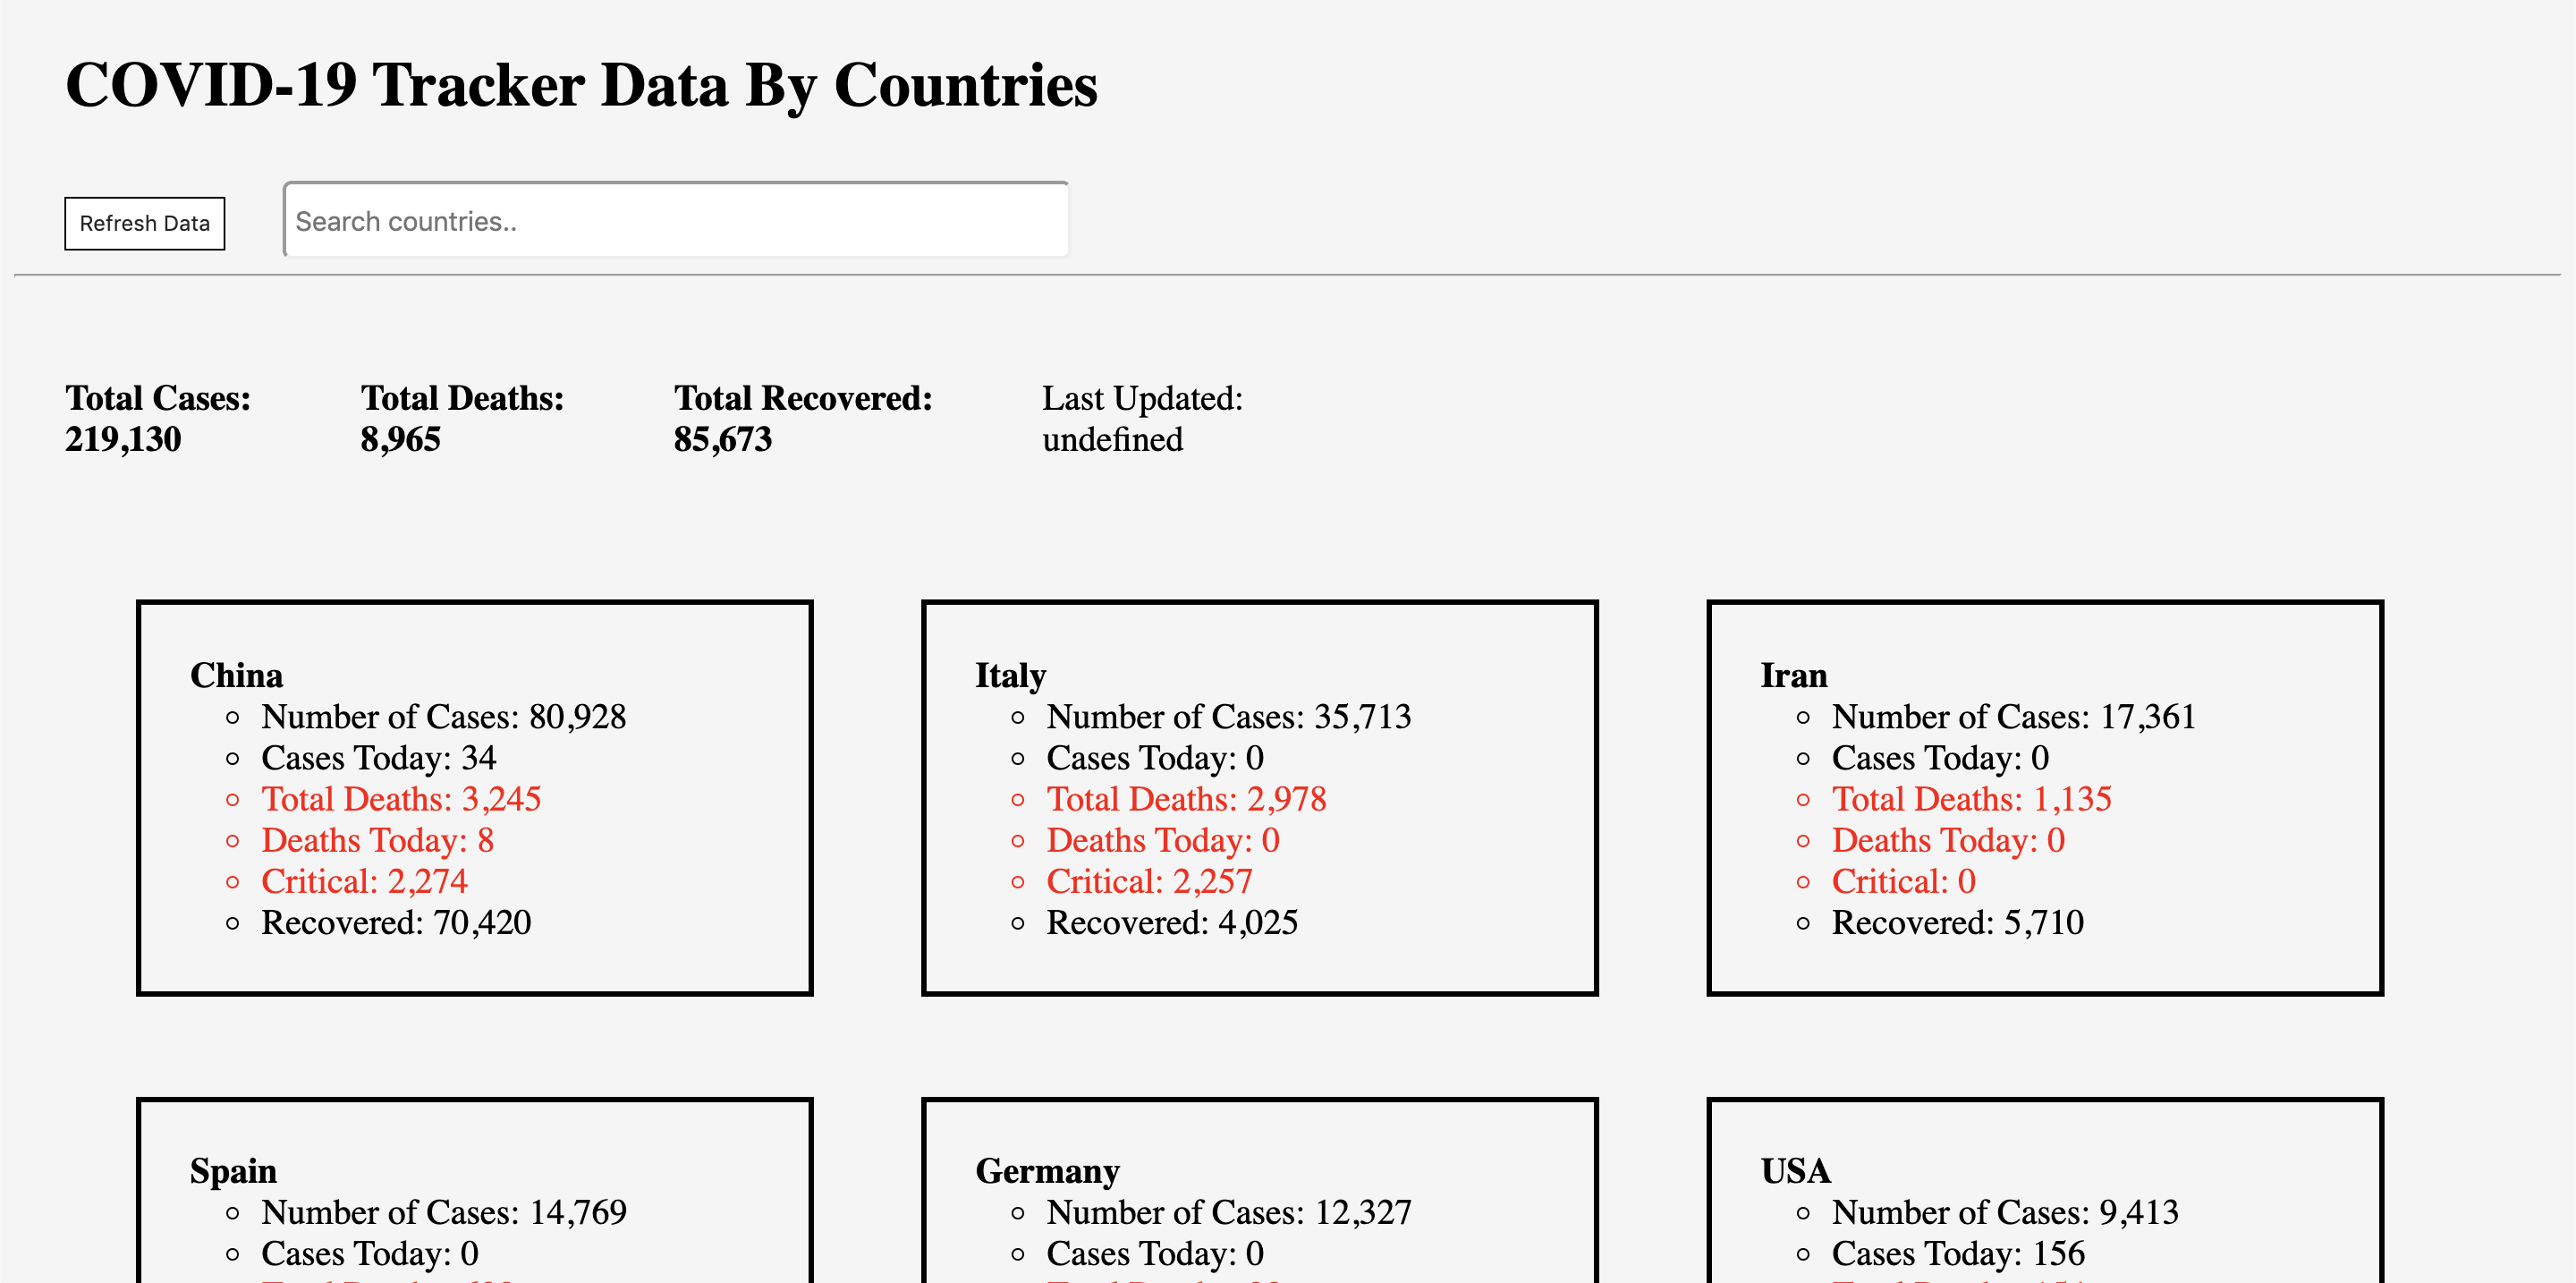 COVID-19 Tracker Data By Countries
Refresh Data
Search countries..
Total Cases:
219,130
Total Deaths:
8,965
Total Recovered:
85,673
Last Updated:
undefined
China
Number of Cases: 80,928
Cases Today: 34
Total Deaths: 3,245
Deaths Today: 8
Critical: 2,274
Recovered: 70,420
Italy
Number of Cases: 35,713
Cases Today: 0
Total Deaths: 2,978
Deaths Today: 0
Critical: 2,257
Recovered: 4,025
Iran
Number of Cases: 17,361
Cases Today: 0
Total Deaths: 1,135
Deaths Today: 0
Critical: 0
Recovered: 5,710
Spain
Number of Cases: 14,769
Cases Today: 0
Germany
Number of Cases: 12,327
Cases Today: 0
USA
Number of Cases: 9,413
Cases Today: 156